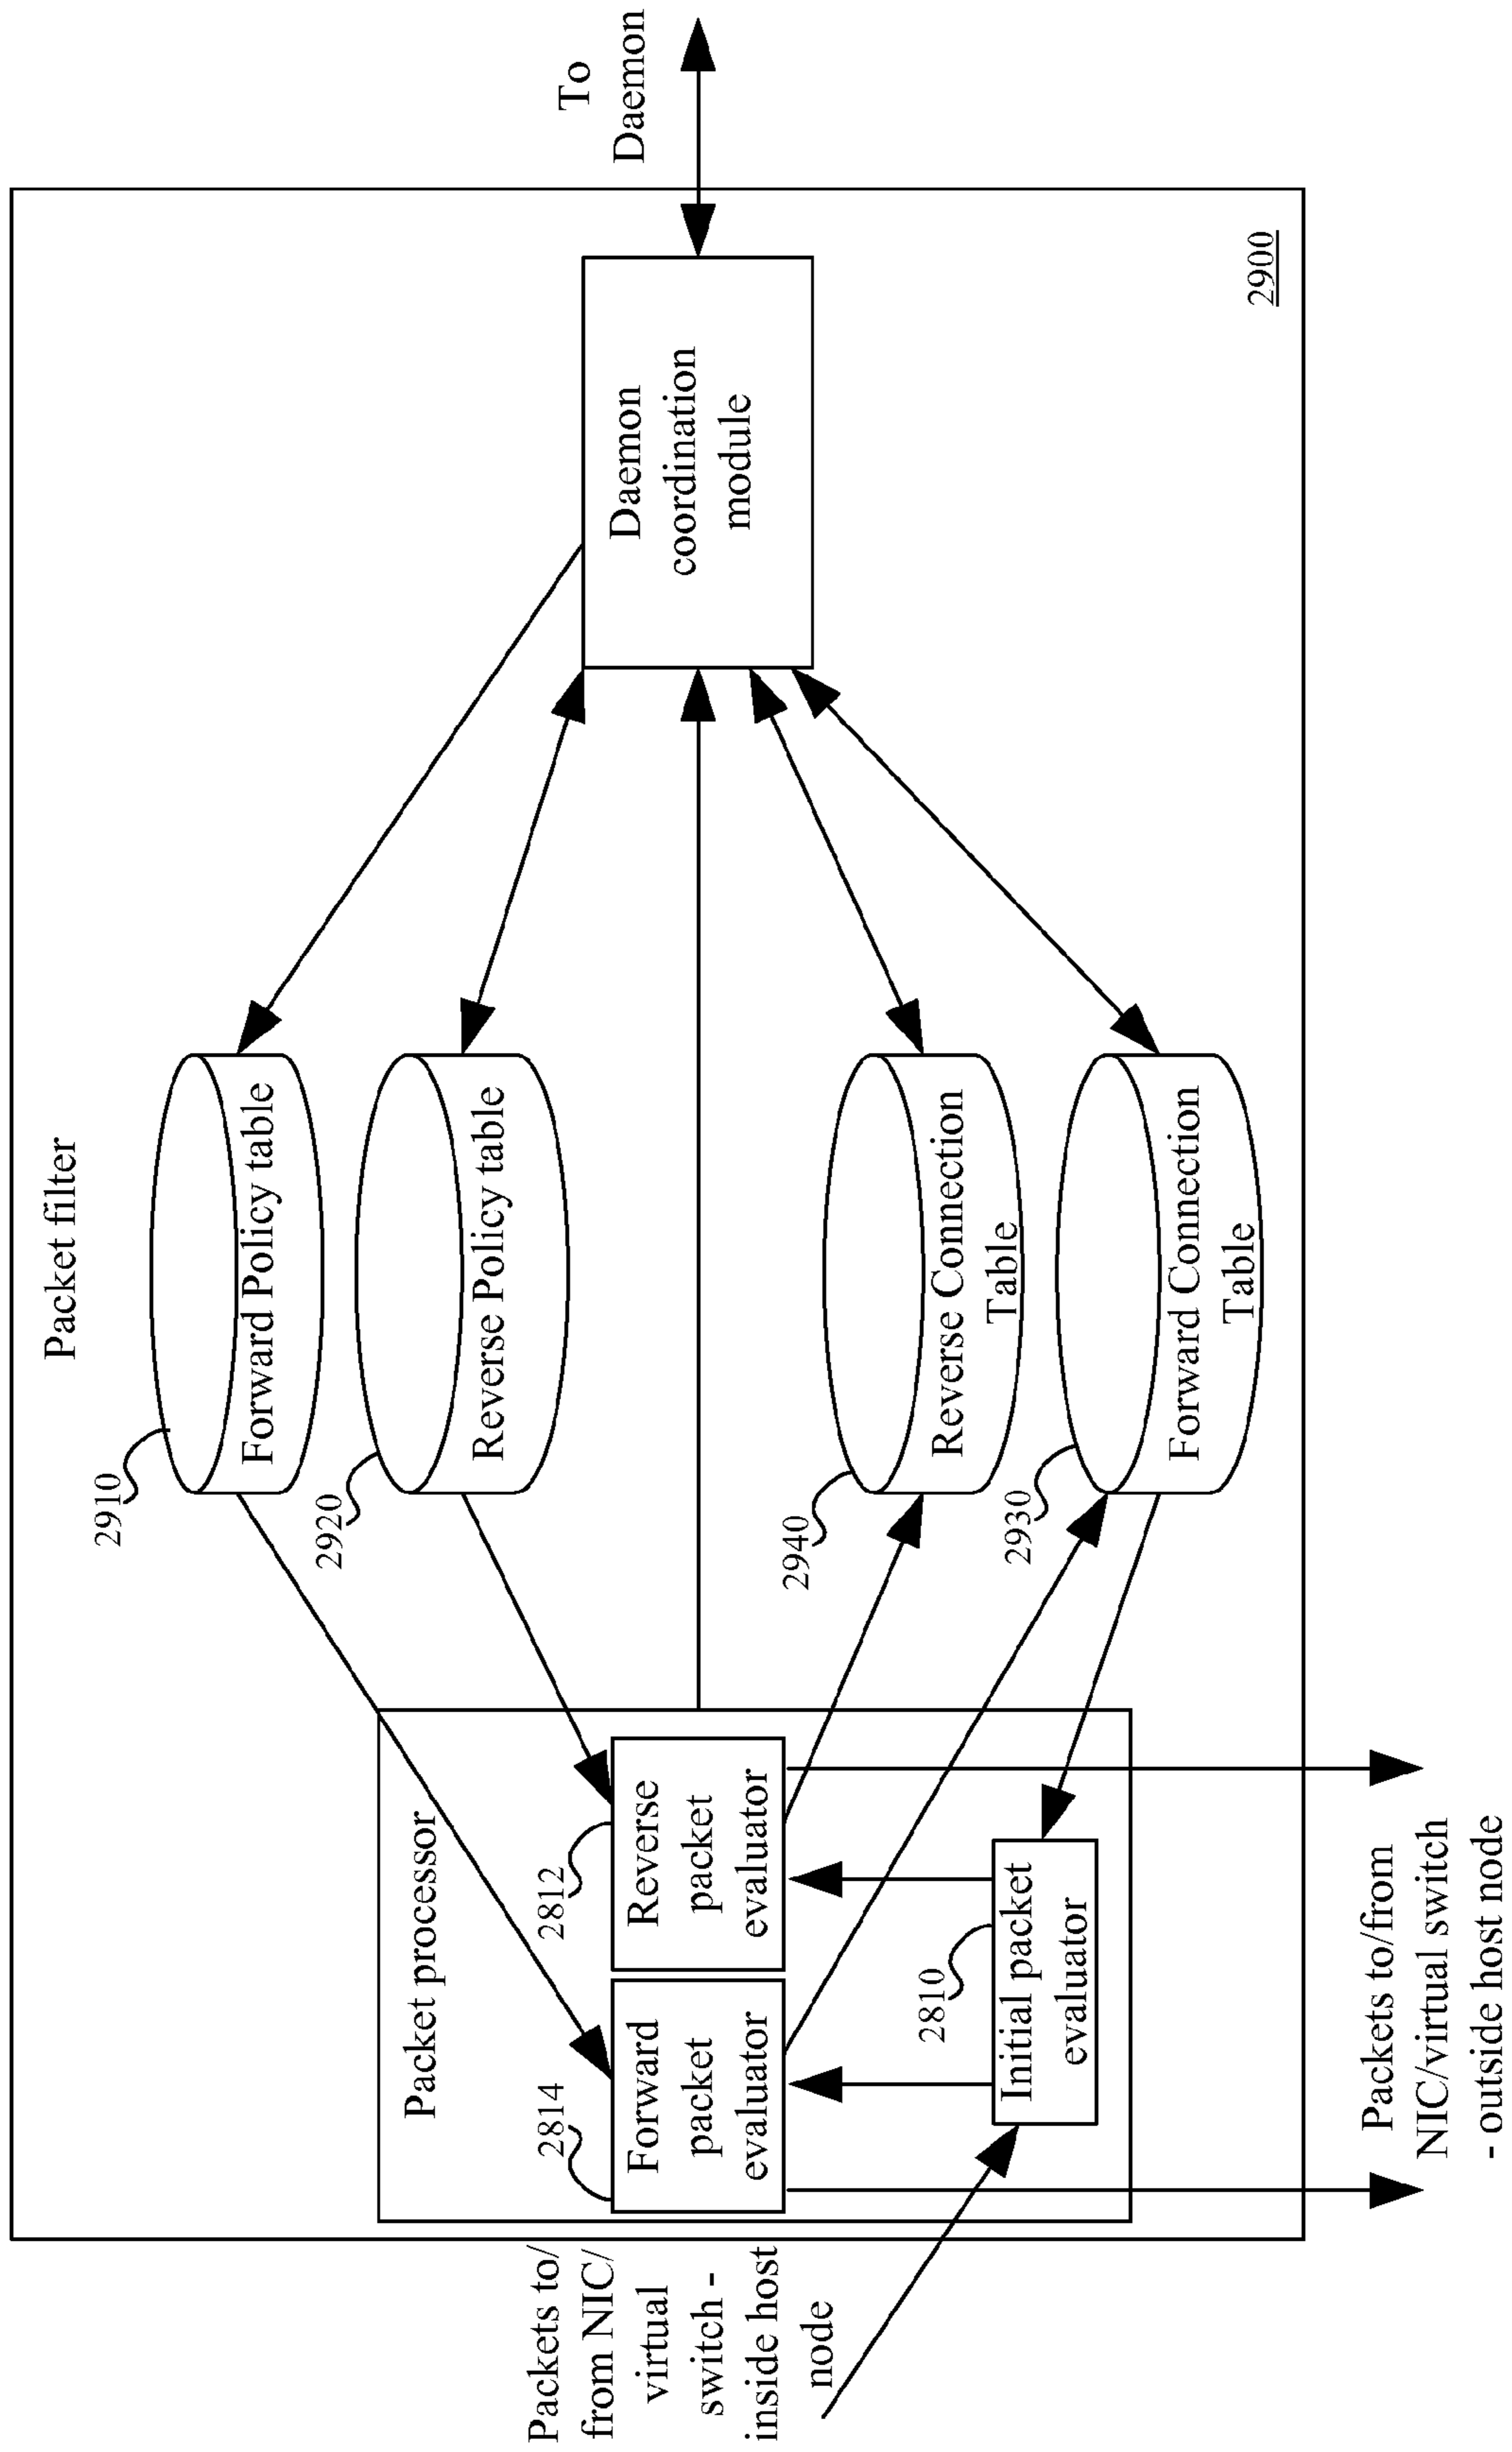 Packet filter
2910
Forward Policy table
2920
Reverse Policy table
Packet processor
2814
Forward
packet
evaluator
2812
Reverse
packet
evaluator
2810
Initial packet
evaluator
2940
Reverse Connection
Table
2930
Forward Connection
Table
Daemon
coordination
module
To
Daemon
2900
Packets to/
from NIC/
virtual
switch -
inside host
node
Packets to/from
NIC/virtual switch
- outside host node